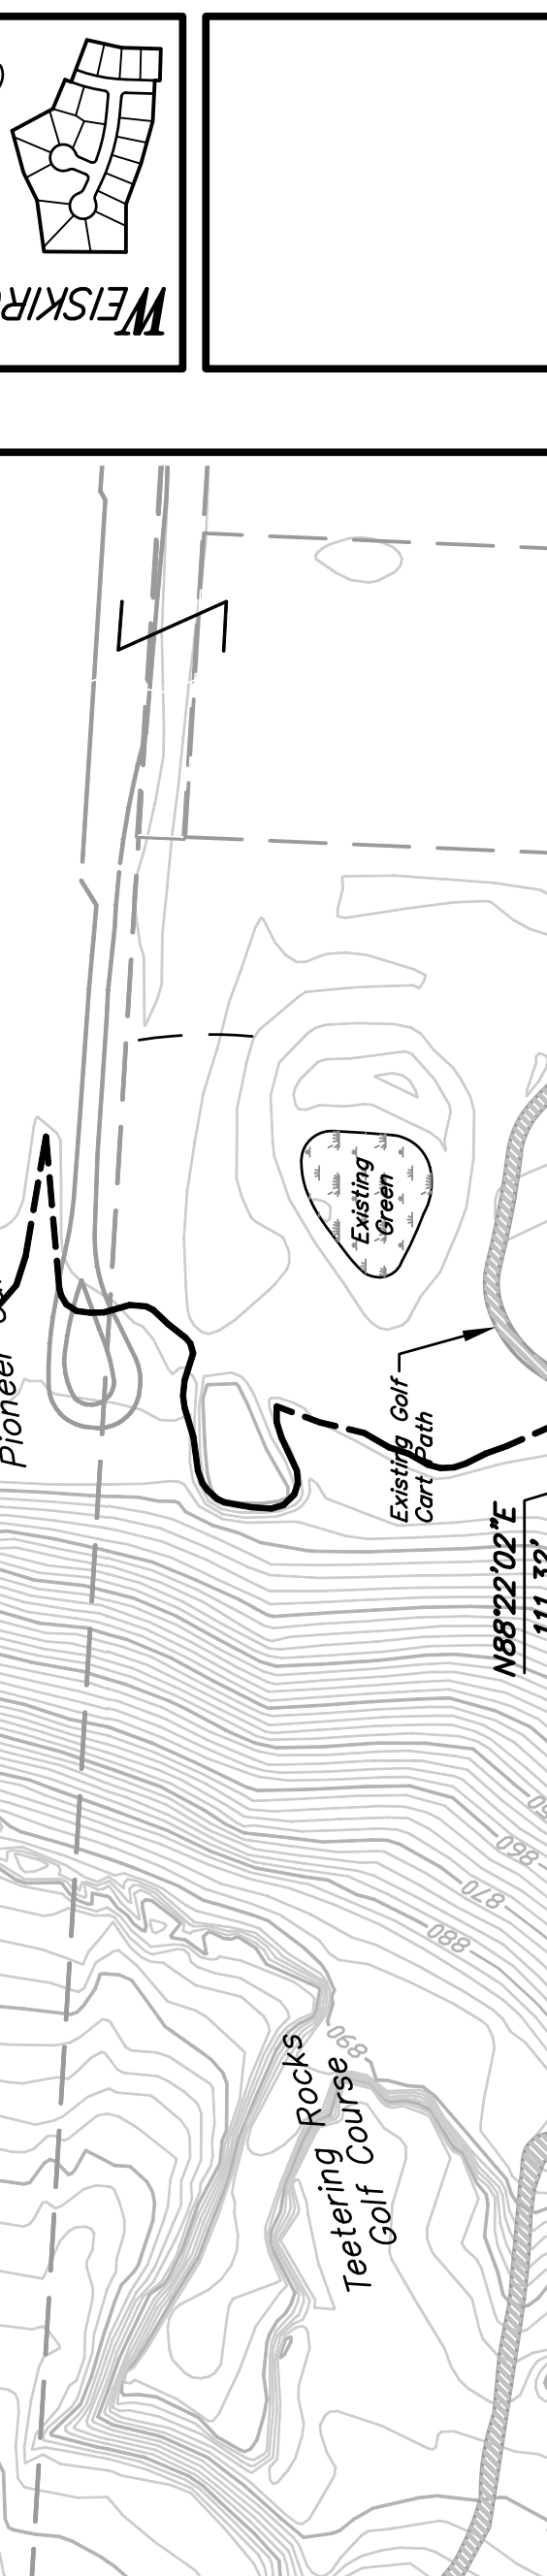 WEISKIR
Existing
Green
Pioneer
Existing Golf
Cart Path
N88°22'02"E
111.32'
860
870
880
890
Teetering Rocks
Golf Course